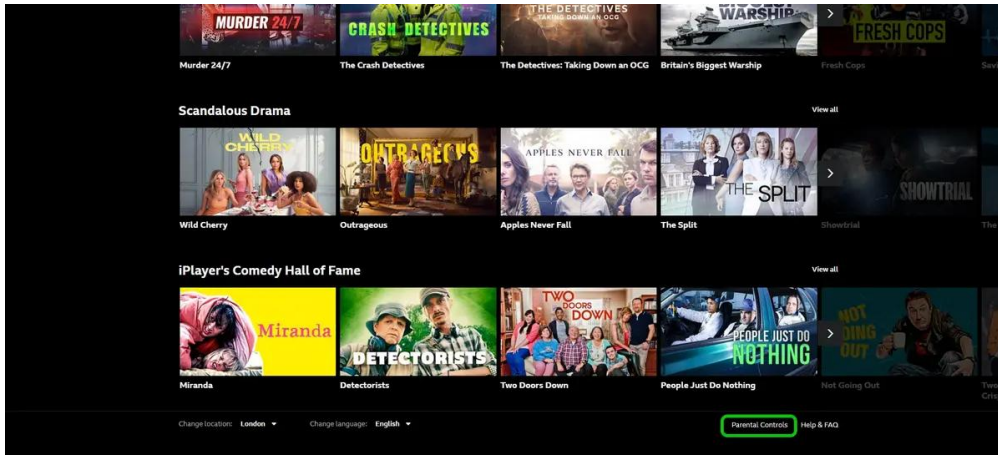 MURDER 24/7
CRASH DETECTIVES
THE DETECTIVES
TAKING DOWN AN OCG
WARSHIP
FRESH COPS
Murder 24/7
The Crash Detectives
The Detectives: Taking Down an OCG
Britain's Biggest Warship
Fresh Cops
Scandalous Drama
View all
WILD
CHERRY
OUTRAGEOUS
APPLES NEVER FALL
THE SPLIT
SHOWTRIAL
Wild Cherry
Outrageous
Apples Never Fall
The Split
Showtrial
The
iPlayer's Comedy Hall of Fame
View all
Miranda
DETECTORISTS
TWO
DOORS
DOWN
PEOPLE JUST DO
NOTHING
NOT
GOING
OUT
Miranda
Detectorists
Two Doors Down
People Just Do Nothing
Not Going Out
Two
Cris
Change location: London
Change language: English
Parental Controls
Help & FAQ